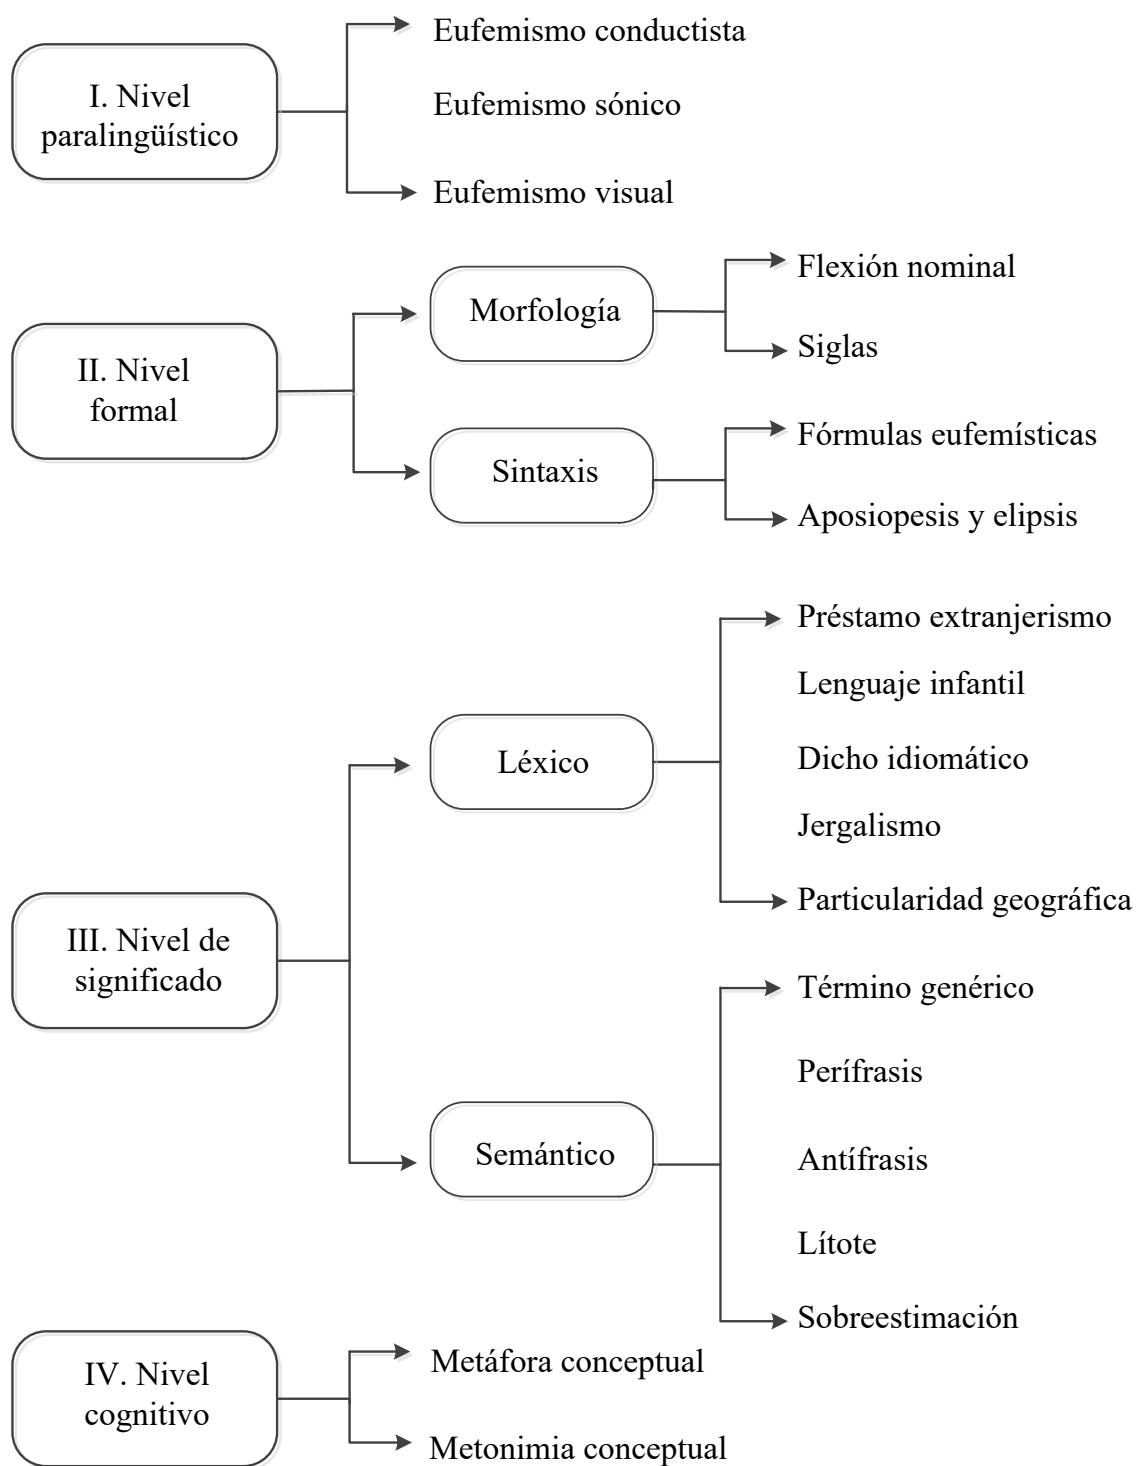 I. Nivel
paralingüístico
Eufemismo conductista
Eufemismo sónico
Eufemismo visual
II. Nivel
formal
Morfología
Flexión nominal
Siglas
Sintaxis
Fórmulas eufemísticas
Aposiopesis y elipsis
III. Nivel de
significado
Léxico
Préstamo extranjerismo
Lenguaje infantil
Dicho idiomático
Jergalismo
Particularidad geográfica
Semántico
Término genérico
Perífrasis
Antífrasis
Lítote
Sobreestimación
IV. Nivel
cognitivo
Metáfora conceptual
Metonimia conceptual